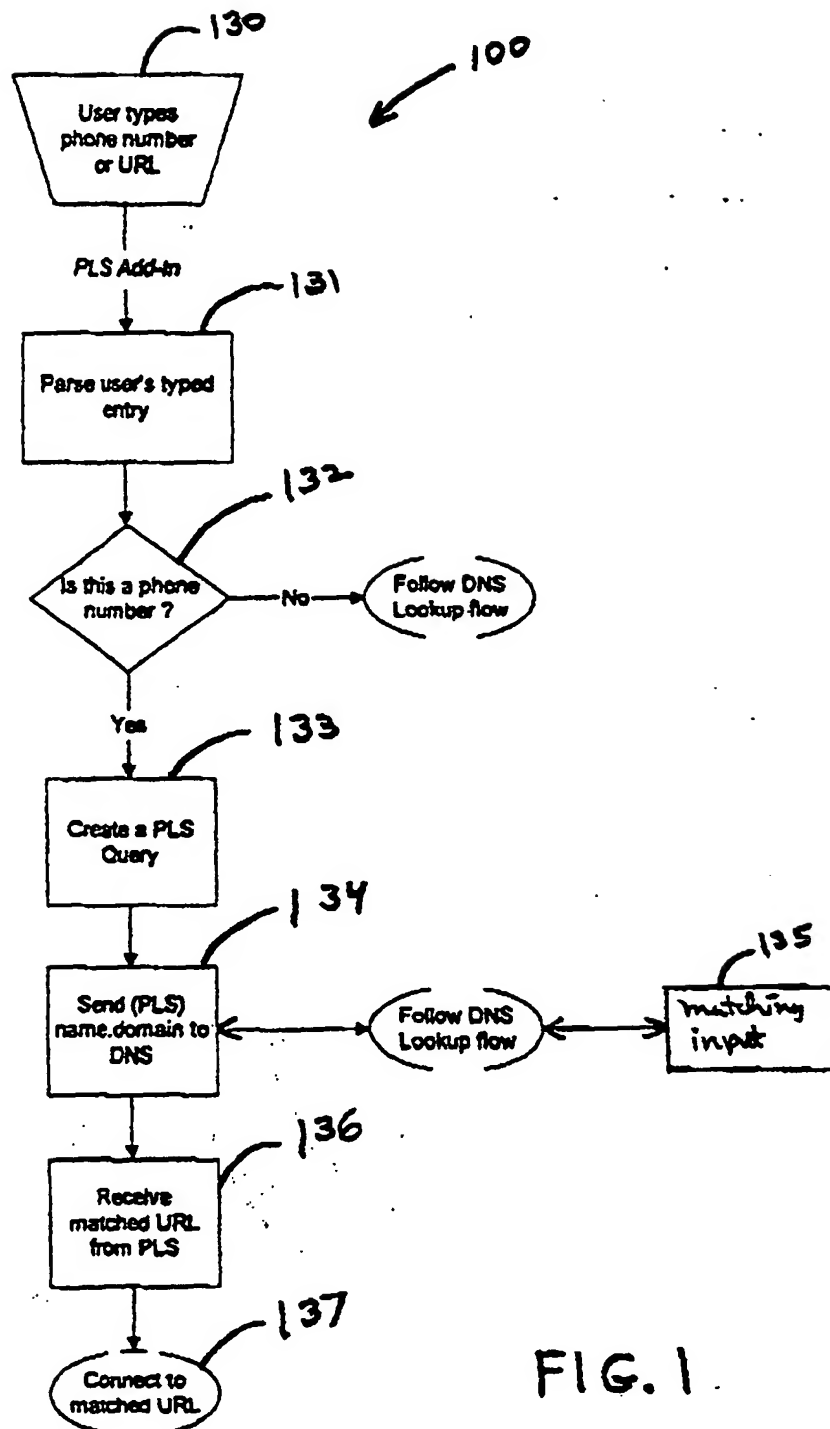 130
100
User types
phone number
or URL
PLS Add-In
131
Parse user's typed
entry
132
Is this a phone
number ?
No
Follow DNS
Lookup flow
Yes
133
Create a PLS
Query
134
Send (PLS)
name.domain to
DNS
Follow DNS
Lookup flow
135
matching
input
136
Receive
matched URL
from PLS
137
Connect to
matched URL
FIG. 1